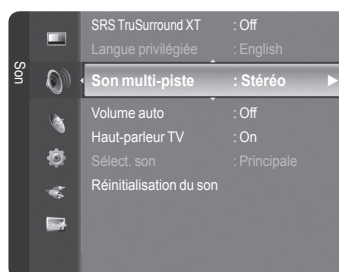 Son
SRS TruSurround XT : Off
Langue privilégiée : English
Son multi-piste : Stéréo
Volume auto : Off
Haut-parleur TV : On
Sélect. son : Principale
Réinitialisation du son